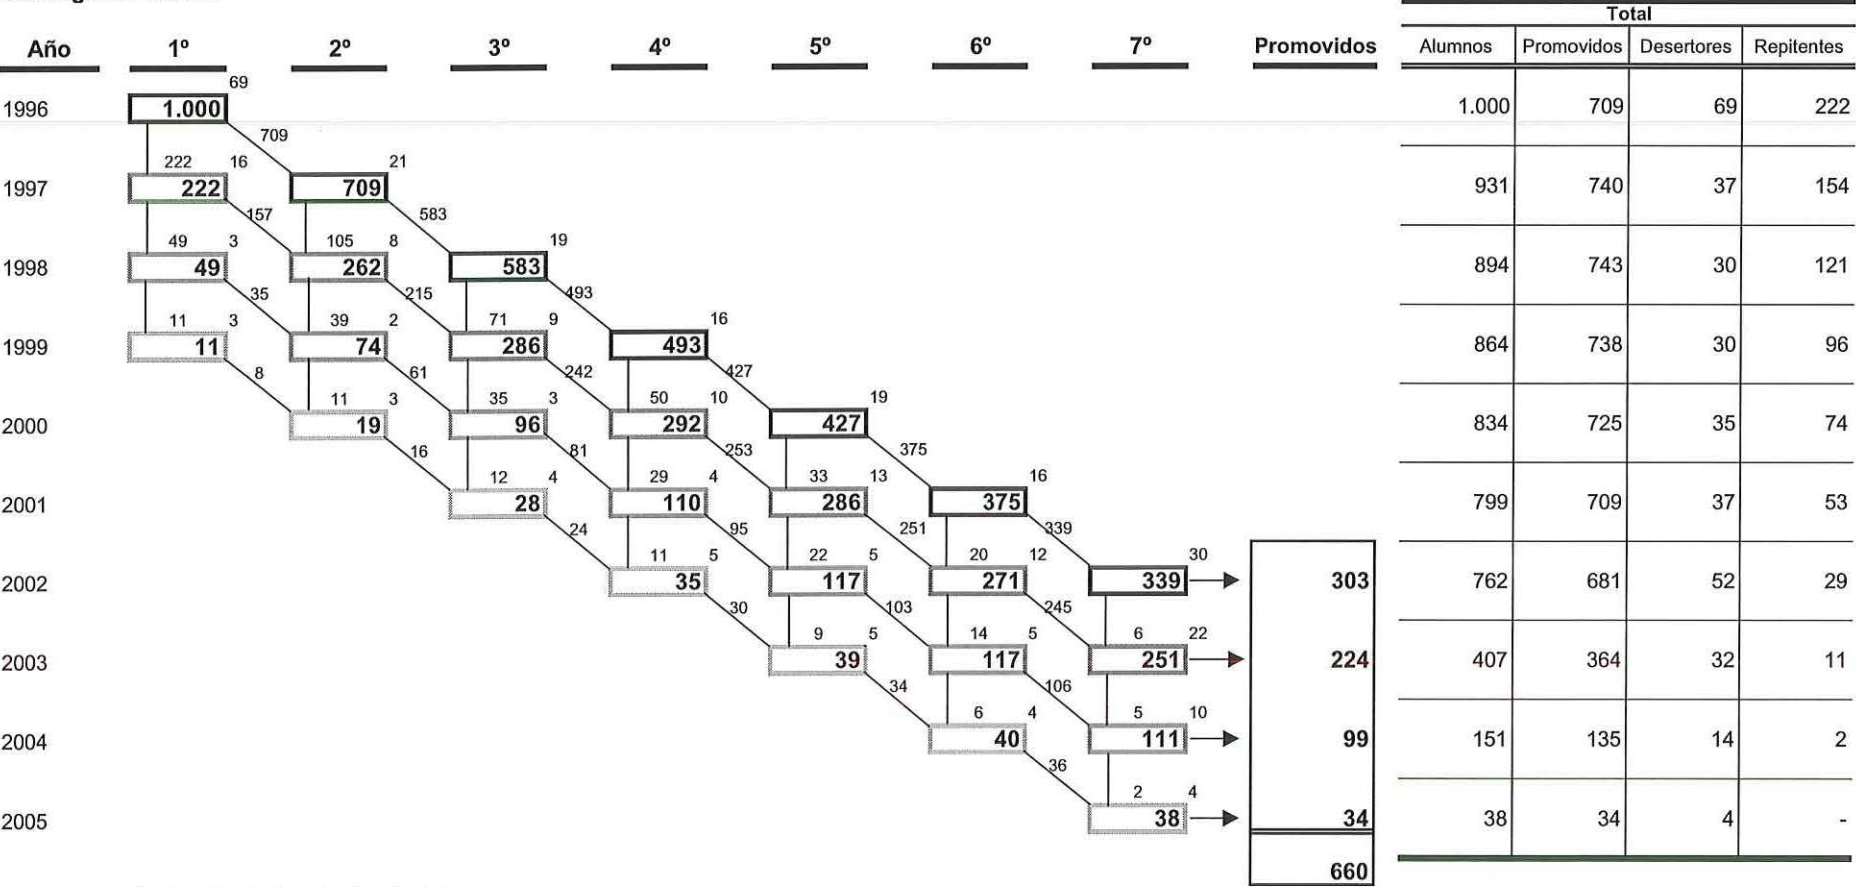 Total
Año 1º 2º 3º 4º 5º 6º 7º Promovidos Alumnos Promovidos Desertores Repitentes
69
1996 1.000 1.000 709 69 222
709
222 16 21
1997 222 709 931 740 37 154
157 583
49 3 105 8 19
1998 49 262 583 894 743 30 121
35 215 493
11 3 39 2 71 9 16
1999 11 74 286 493 864 738 30 96
8 61 242 427
11 3 35 3 50 10 19
2000 19 96 292 427 834 725 35 74
16 81 253 375
12 4 29 4 33 13 16
2001 28 110 286 375 799 709 37 53
24 95 251 339
11 5 22 5 20 12 30
2002 35 117 271 339 303 762 681 52 29
30 103 245
9 5 14 5 6 22
2003 39 117 251 224 407 364 32 11
34 106
6 4 5 10
2004 40 111 99 151 135 14 2
36
2 4
2005 38 34 38 34 4 -
660